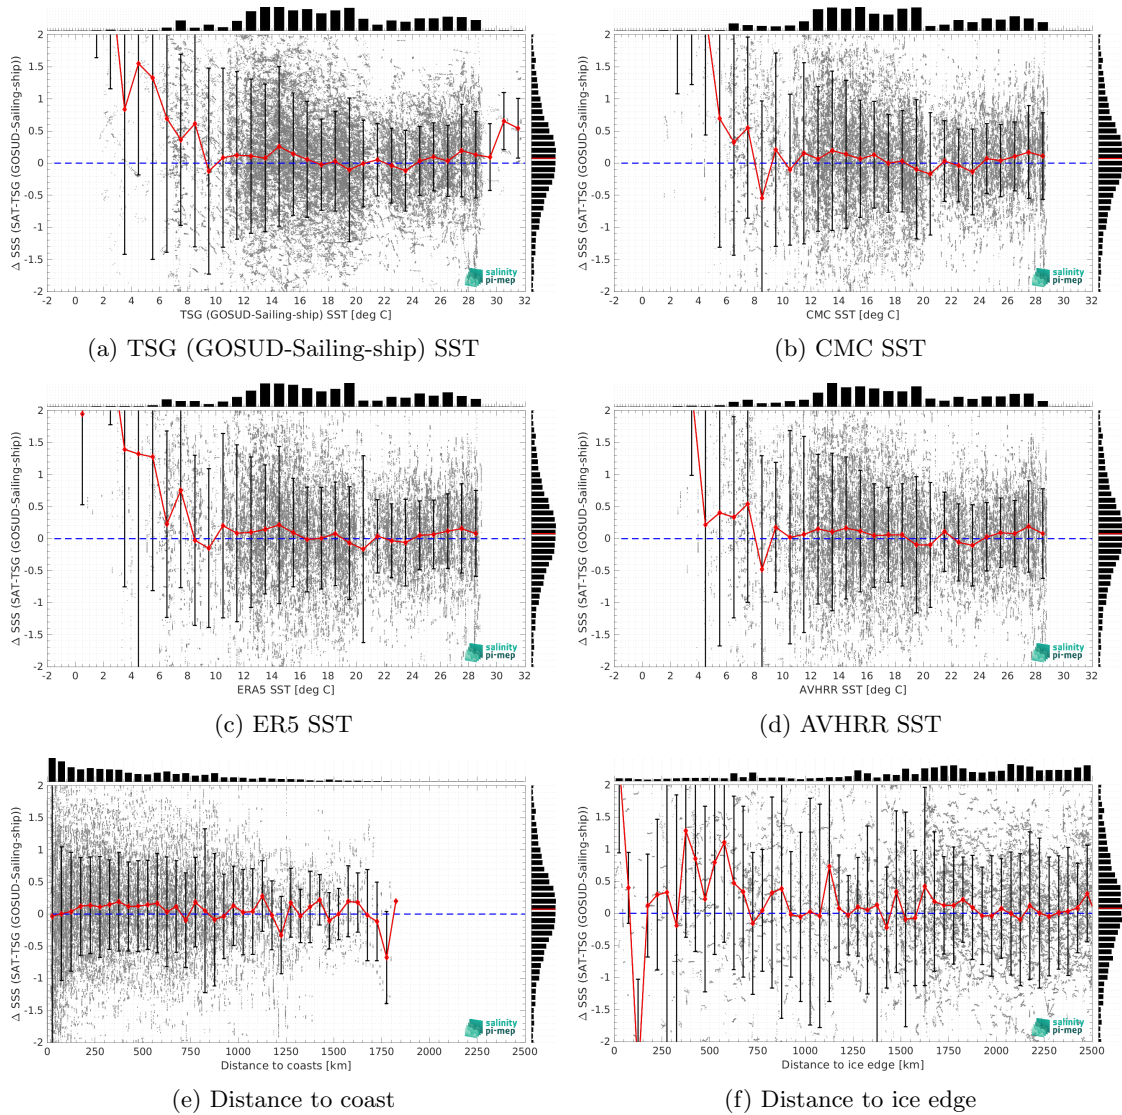 Δ SSS (SAT-TSG (GOSUD-Sailing-ship))
2
1.5
1
0.5
0
-0.5
-1
-1.5
-2
-2 0 2 4 6 8 10 12 14 16 18 20 22 24 26 28 30 32
TSG (GOSUD-Sailing-ship) SST [deg C]
salinity
pi-mep
(a) TSG (GOSUD-Sailing-ship) SST
Δ SSS (SAT-TSG (GOSUD-Sailing-ship))
2
1.5
1
0.5
0
-0.5
-1
-1.5
-2
-2 0 2 4 6 8 10 12 14 16 18 20 22 24 26 28 30 32
CMC SST [deg C]
salinity
pi-mep
(b) CMC SST
Δ SSS (SAT-TSG (GOSUD-Sailing-ship))
2
1.5
1
0.5
0
-0.5
-1
-1.5
-2
-2 0 2 4 6 8 10 12 14 16 18 20 22 24 26 28 30 32
ERA5 SST [deg C]
salinity
pi-mep
(c) ER5 SST
Δ SSS (SAT-TSG (GOSUD-Sailing-ship))
2
1.5
1
0.5
0
-0.5
-1
-1.5
-2
-2 0 2 4 6 8 10 12 14 16 18 20 22 24 26 28 30 32
AVHRR SST [deg C]
salinity
pi-mep
(d) AVHRR SST
Δ SSS (SAT-TSG (GOSUD-Sailing-ship))
2
1.5
1
0.5
0
-0.5
-1
-1.5
-2
0 250 500 750 1000 1250 1500 1750 2000 2250 2500
Distance to coasts [km]
salinity
pi-mep
(e) Distance to coast
Δ SSS (SAT-TSG (GOSUD-Sailing-ship))
2
1.5
1
0.5
0
-0.5
-1
-1.5
-2
0 250 500 750 1000 1250 1500 1750 2000 2250 2500
Distance to ice edge [km]
salinity
pi-mep
(f) Distance to ice edge